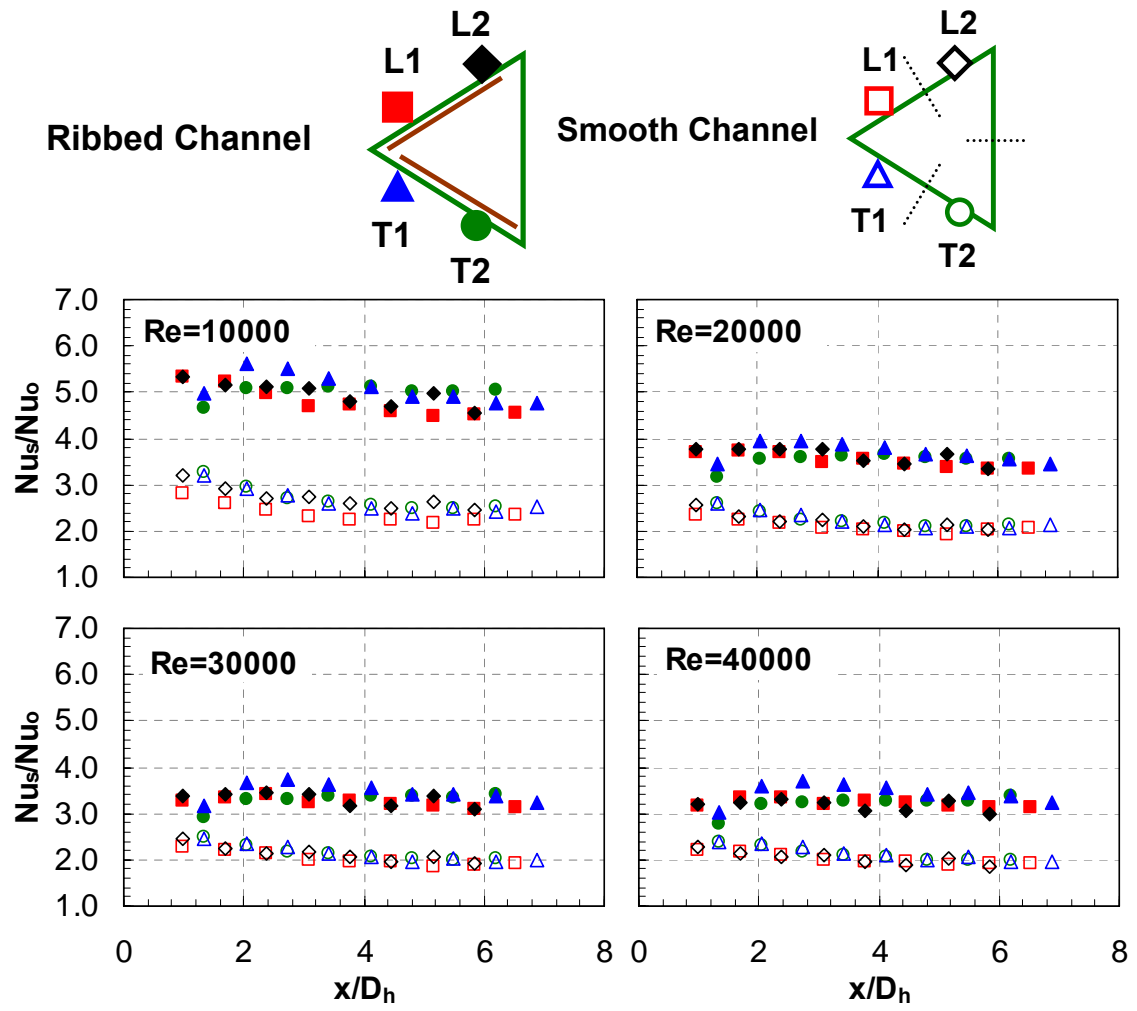 L2
L1
Ribbed Channel
T1
T2
L2
L1
Smooth Channel
T1
T2
7.0
6.0
5.0
4.0
3.0
2.0
1.0
Nus/Nuo
Re=10000
Re=20000
7.0
6.0
5.0
4.0
3.0
2.0
1.0
Nus/Nuo
Re=30000
Re=40000
0 2 4 6 8
x/Dh
0 2 4 6 8
x/Dh